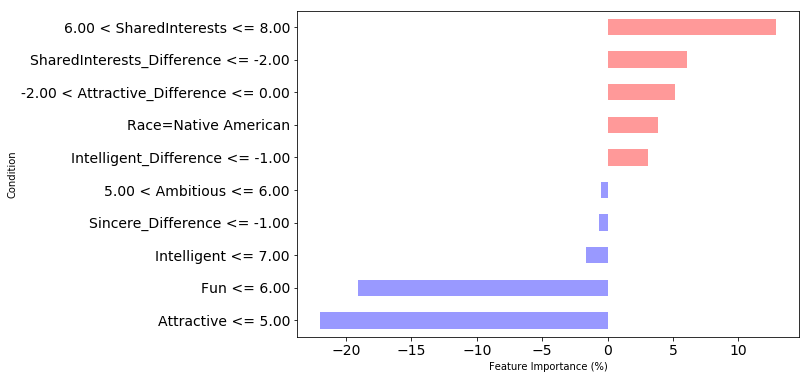 6.00 < SharedInterests <= 8.00
SharedInterests_Difference <= -2.00
-2.00 < Attractive_Difference <= 0.00
Race=Native American
Intelligent_Difference <= -1.00
5.00 < Ambitious <= 6.00
Sincere_Difference <= -1.00
Intelligent <= 7.00
Fun <= 6.00
Attractive <= 5.00
Condition
−20 −15 −10 −5 0 5 10
Feature Importance (%)